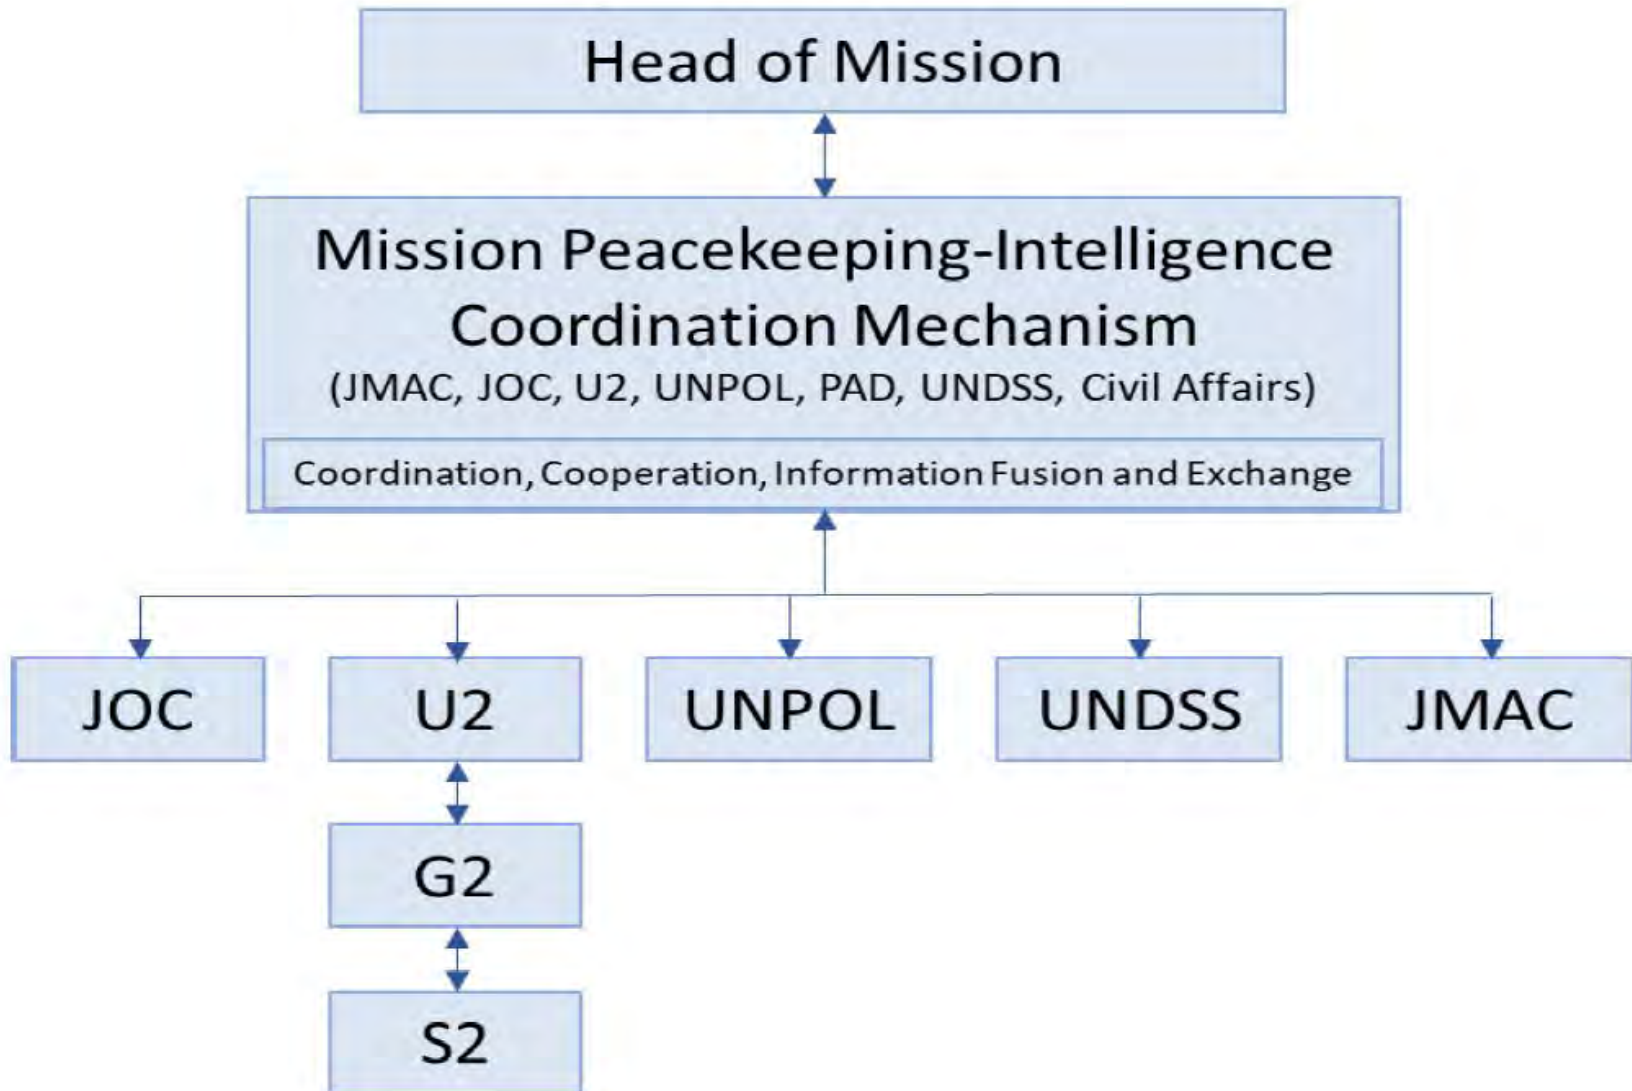 Head of Mission
Mission Peacekeeping-Intelligence
Coordination Mechanism
(JMAC, JOC, U2, UNPOL, PAD, UNDSS, Civil Affairs)
Coordination, Cooperation, Information Fusion and Exchange
JOC
U2
UNPOL
UNDSS
JMAC
G2
S2